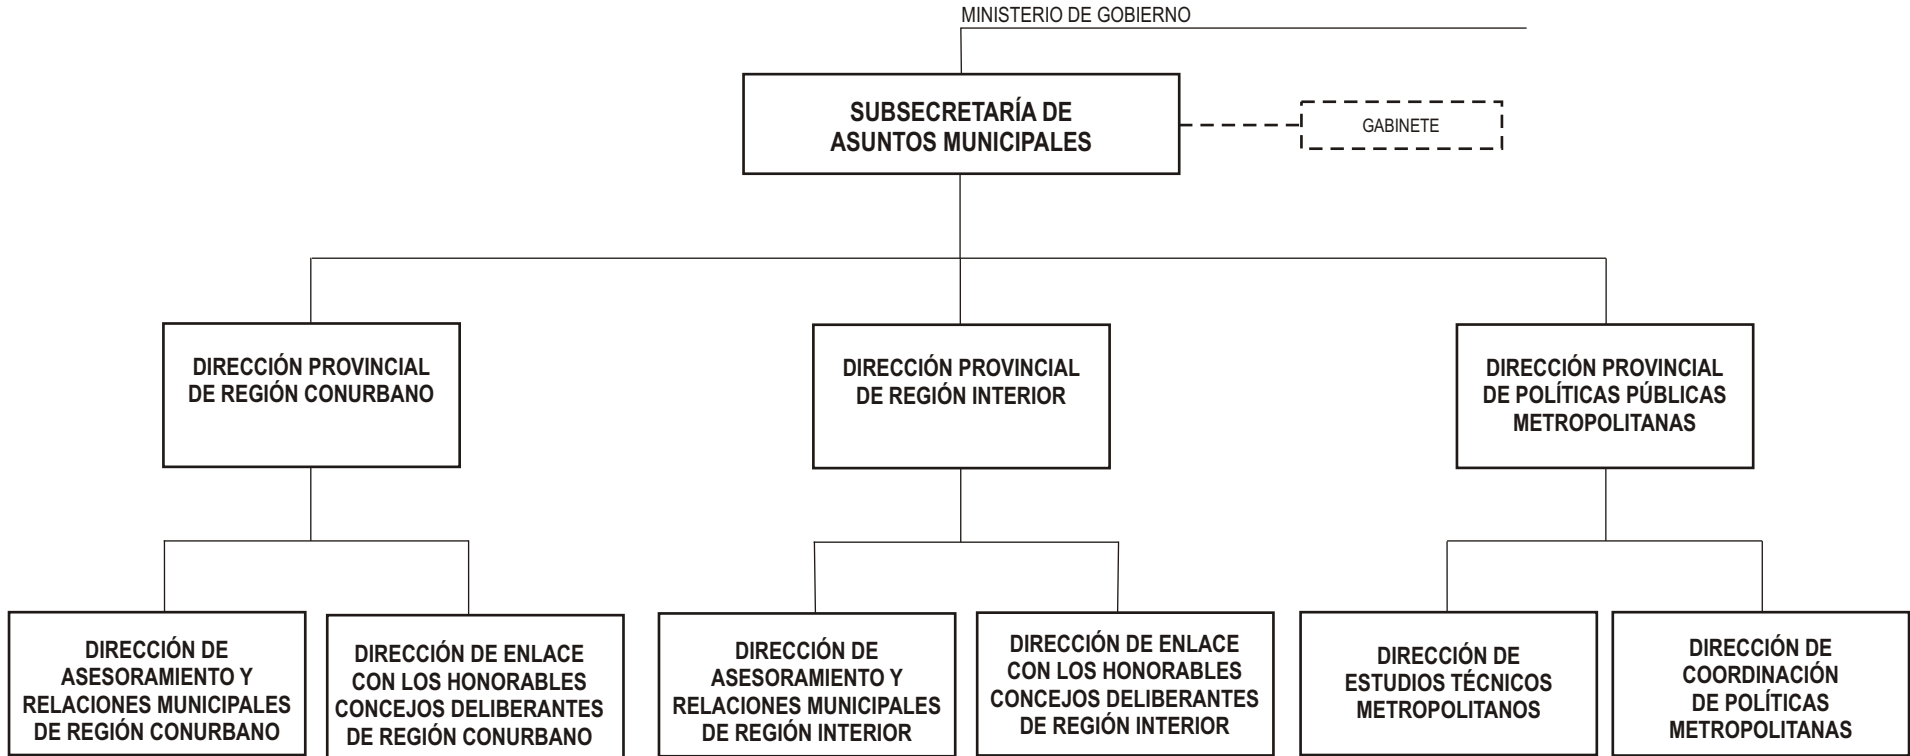 MINISTERIO DE GOBIERNO
SUBSECRETARÍA DE
ASUNTOS MUNICIPALES
GABINETE
DIRECCIÓN PROVINCIAL
DE REGIÓN CONURBANO
DIRECCIÓN PROVINCIAL
DE REGIÓN INTERIOR
DIRECCIÓN PROVINCIAL
DE POLÍTICAS PÚBLICAS
METROPOLITANAS
DIRECCIÓN DE
ASESORAMIENTO Y
RELACIONES MUNICIPALES
DE REGIÓN CONURBANO
DIRECCIÓN DE ENLACE
CON LOS HONORABLES
CONCEJOS DELIBERANTES
DE REGIÓN CONURBANO
DIRECCIÓN DE
ASESORAMIENTO Y
RELACIONES MUNICIPALES
DE REGIÓN INTERIOR
DIRECCIÓN DE ENLACE
CON LOS HONORABLES
CONCEJOS DELIBERANTES
DE REGIÓN INTERIOR
DIRECCIÓN DE
ESTUDIOS TÉCNICOS
METROPOLITANOS
DIRECCIÓN DE
COORDINACIÓN
DE POLÍTICAS
METROPOLITANAS